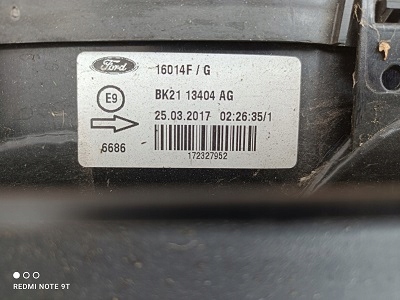 Ford 16014F / G
E9 BK21 13404 AG
25.03.2017 02:26:35/1
6686
172327952
REDMI NOTE 9T